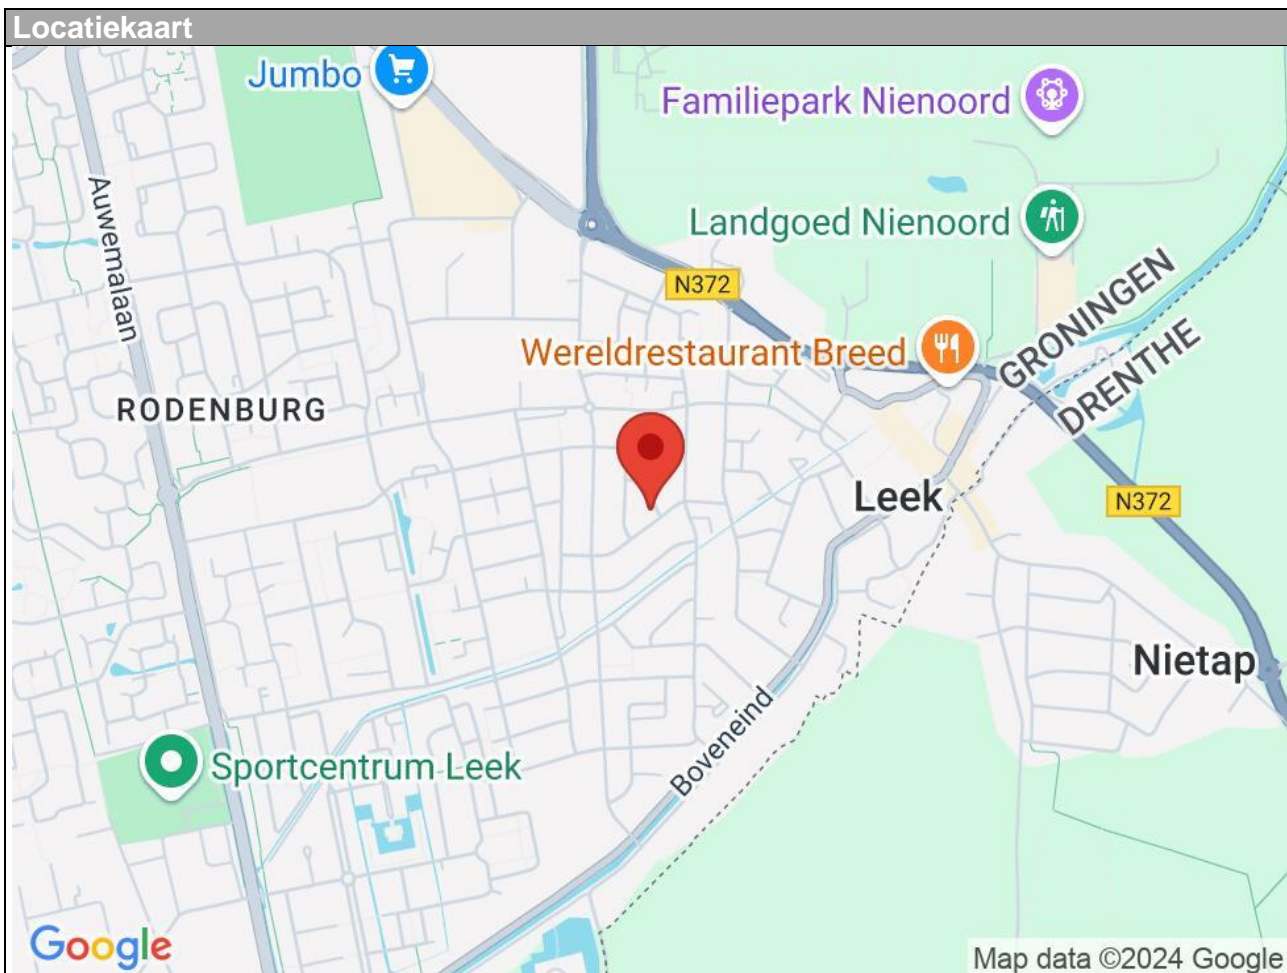 Locatiekaart
Jumbo
Familiepark Nienoord
Auwemalaan
Landgoed Nienoord
N372
GRONINGEN
Wereldrestaurant Breed
DRENTHE
RODENBURG
Leek
N372
Nietap
Boveneind
Sportcentrum Leek
Google
Map data ©2024 Google